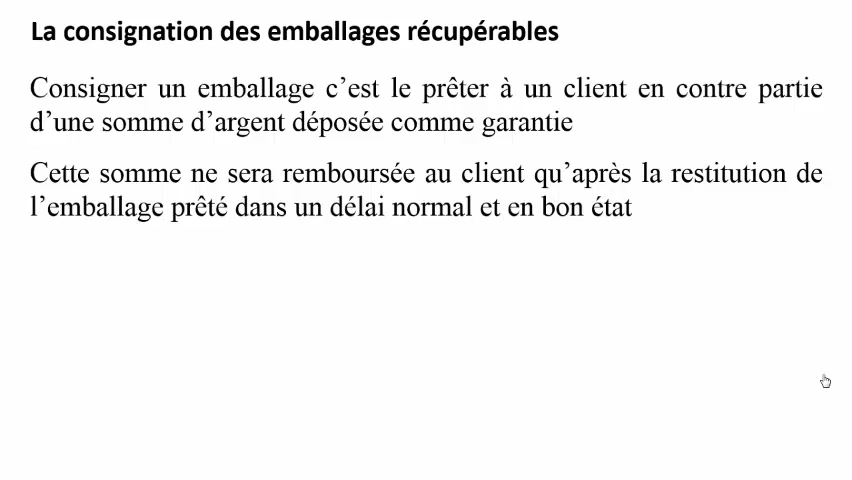 La consignation des emballages récupérables
Consigner un emballage c’est le prêter à un client en contre partie
d’une somme d’argent déposée comme garantie
Cette somme ne sera remboursée au client qu’après la restitution de
l’emballage prêté dans un délai normal et en bon état